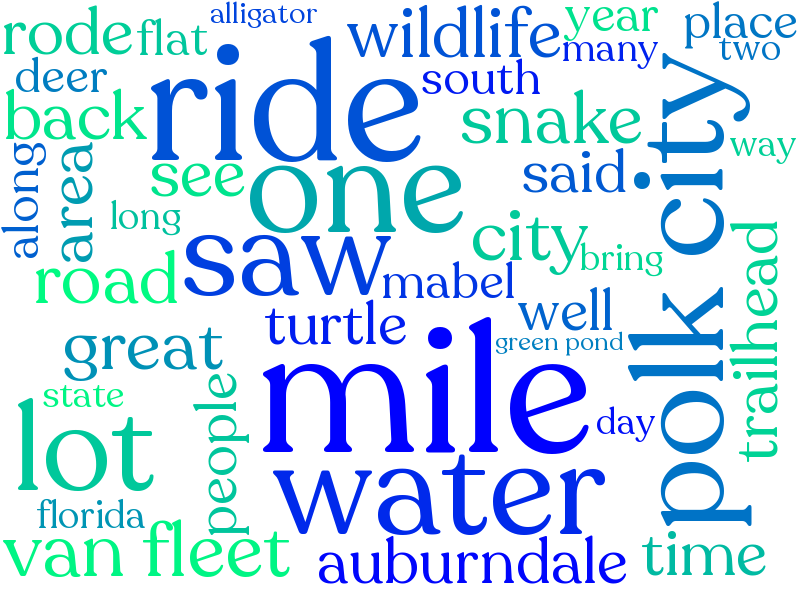 alligator
rode
flat
wildlife
year
many
place
two
deer
ride
south
back
snake
way
along
area
see
one
said
polk city
long
saw
city
bring
road
mabel
trailhead
turtle
well
great
green pond
mile
state
people
lot
day
water
florida
van fleet
auburndale
time